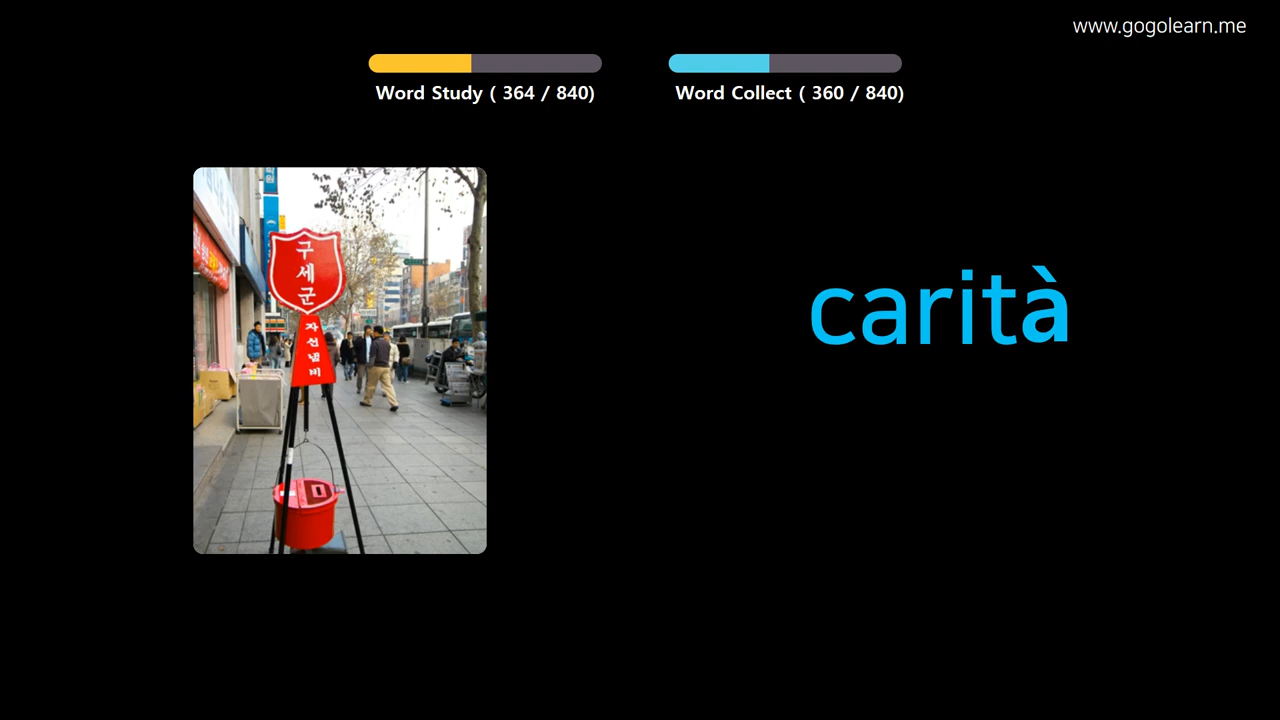 www.gogolearn.me
Word Study ( 364 / 840)
Word Collect ( 360 / 840)
구세군
자선냄비
carità